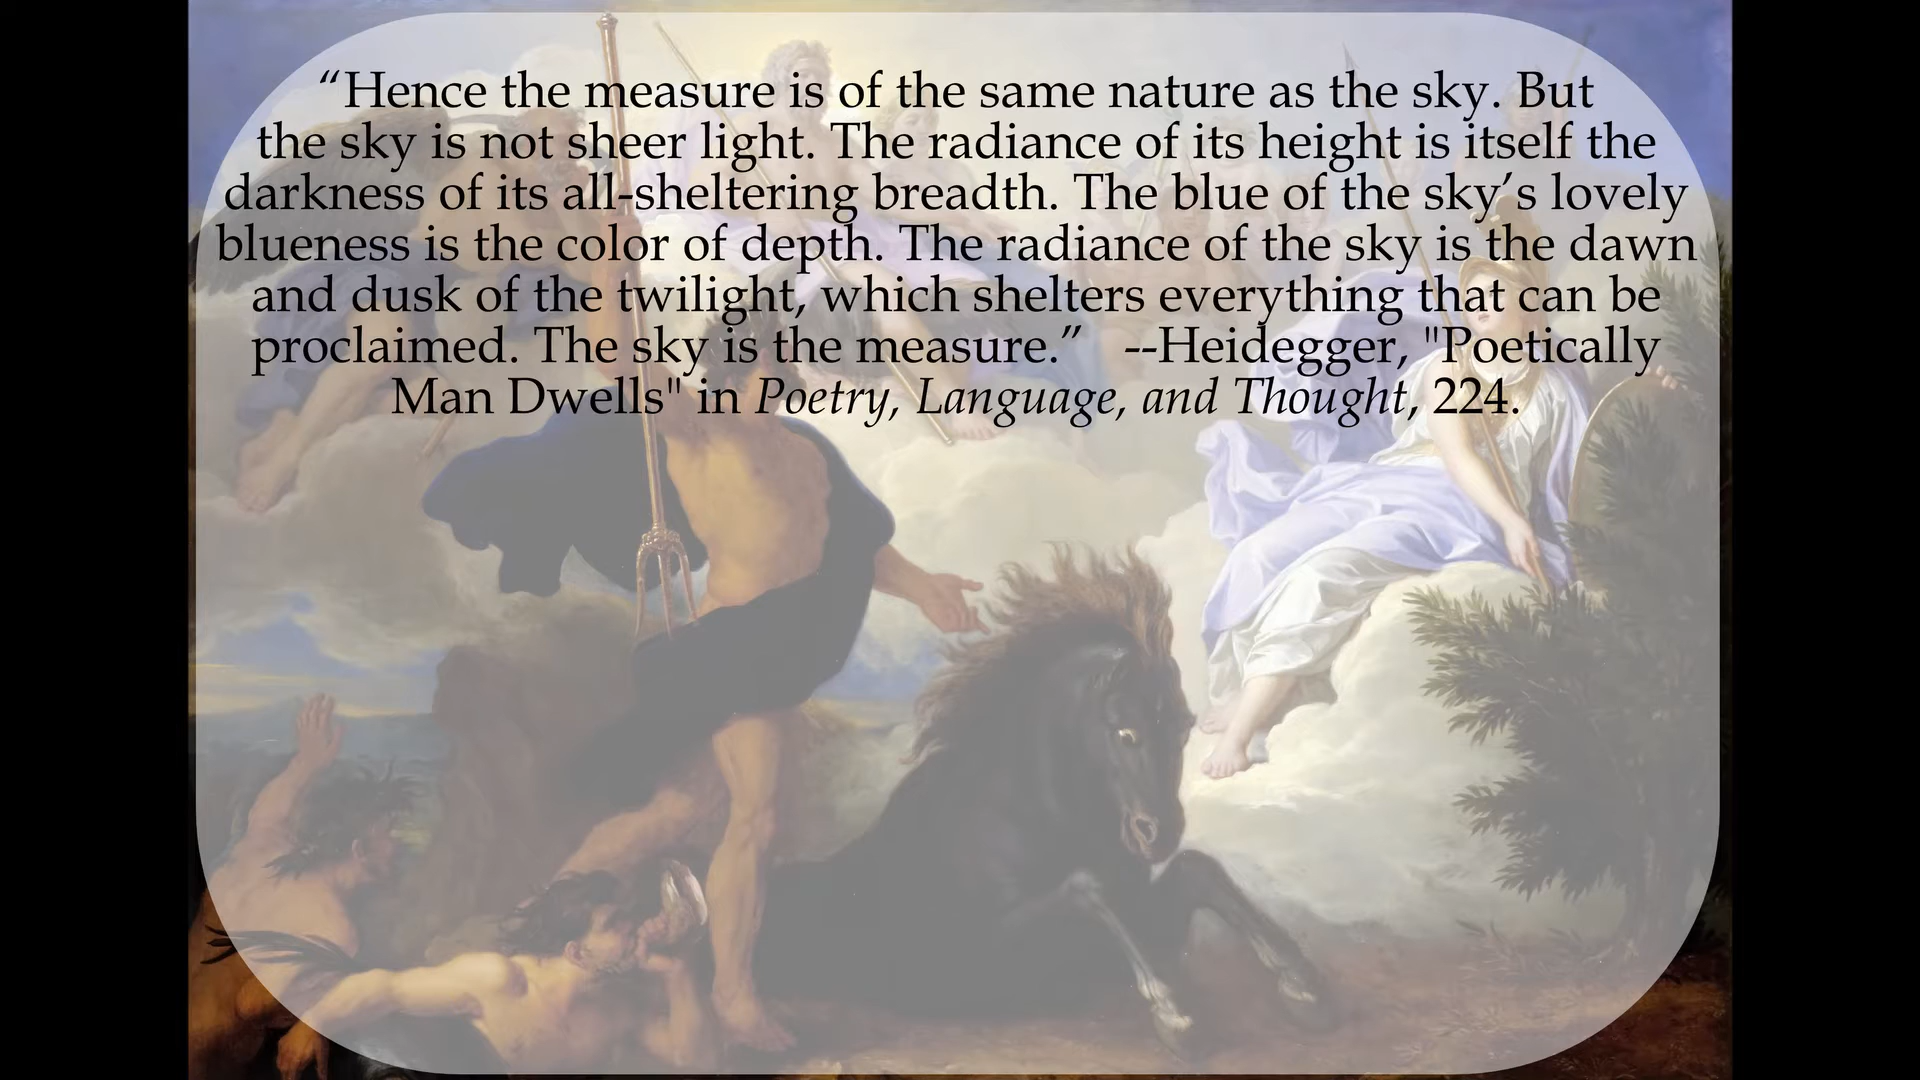 “Hence the measure is of the same nature as the sky. But
the sky is not sheer light. The radiance of its height is itself the
darkness of its all-sheltering breadth. The blue of the sky’s lovely
blueness is the color of depth. The radiance of the sky is the dawn
and dusk of the twilight, which shelters everything that can be
proclaimed. The sky is the measure.” --Heidegger, "Poetically
Man Dwells" in Poetry, Language, and Thought, 224.